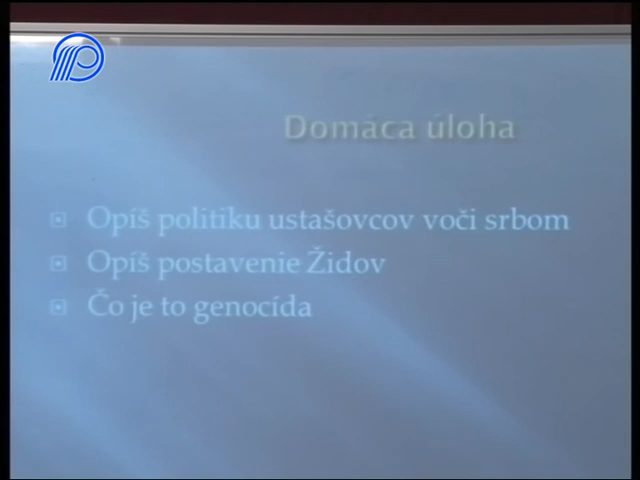 Domáca úloha
Opíš politiku ustašovcov voči srbom
Opíš postavenie Židov
Čo je to genocída